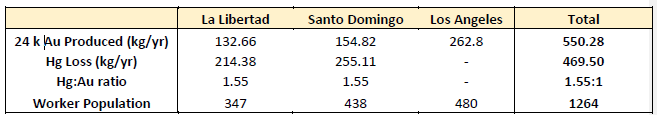 La Libertad Santo Domingo Los Angeles Total
24 k Au Produced (kg/yr) 132.66 154.82 262.8 550.28
Hg Loss (kg/yr) 214.38 255.11 - 469.50
Hg:Au ratio 1.55 1.55 - 1.55:1
Worker Population 347 438 480 1264